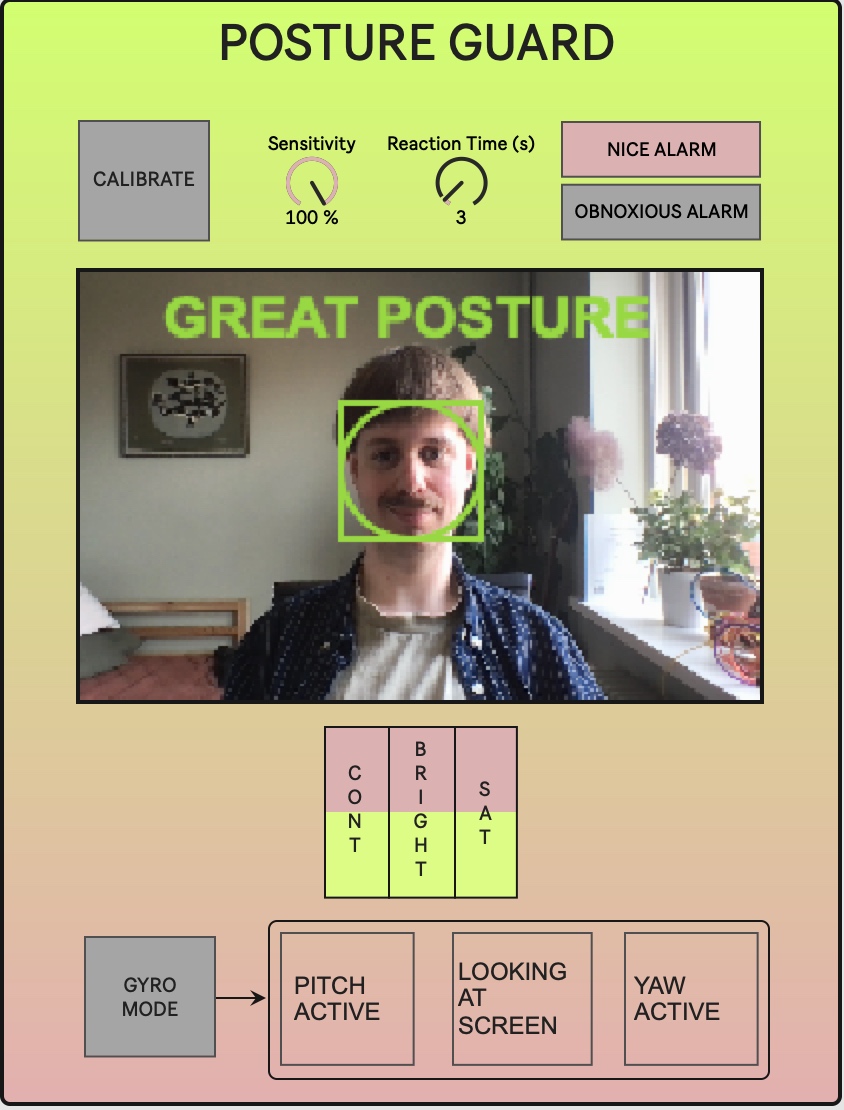 POSTURE GUARD
CALIBRATE
Sensitivity
100 %
Reaction Time (s)
3
NICE ALARM
OBNOXIOUS ALARM
GREAT POSTURE
CONT
BRIGHT
SAT
GYRO
MODE
PITCH
ACTIVE
LOOKING
AT
SCREEN
YAW
ACTIVE